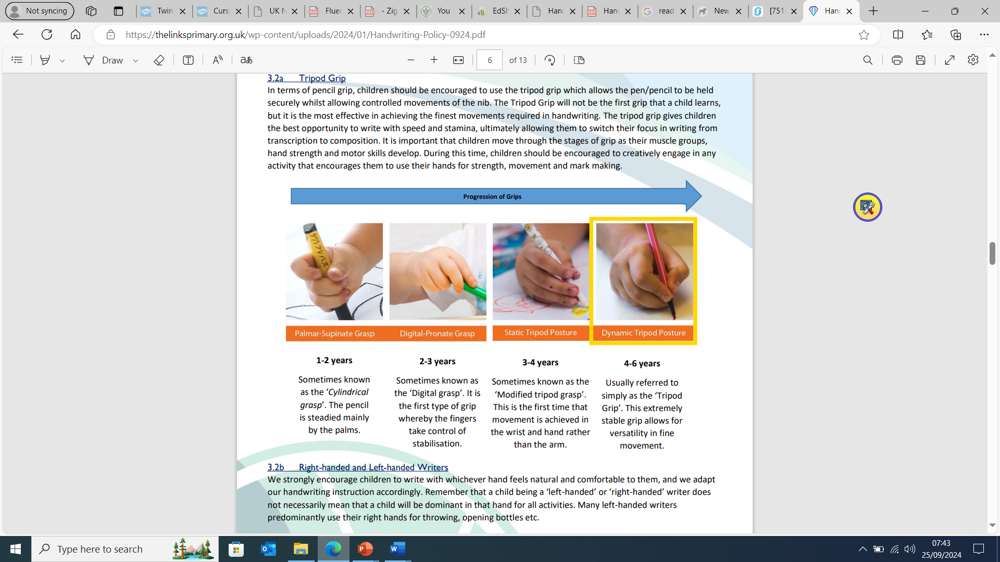 Not syncing
Twin
Cursi
UK N
Fluer
- Zig
You s
EdSh
Hand
Hand
read
New
[751
Hand
https://thelinksprimary.org.uk/wp-content/uploads/2024/01/Handwriting-Policy-0924.pdf
Draw
6 of 13
3.2a Tripod Grip
In terms of pencil grip, children should be encouraged to use the tripod grip which allows the pen/pencil to be held
securely whilst allowing controlled movements of the nib. The Tripod Grip will not be the first grip that a child learns,
but it is the most effective in achieving the finest movements required in handwriting. The tripod grip gives children
the best opportunity to write with speed and stamina, ultimately allowing them to switch their focus in writing from
transcription to composition. It is important that children move through the stages of grip as their muscle groups,
hand strength and motor skills develop. During this time, children should be encouraged to creatively engage in any
activity that encourages them to use their hands for strength, movement and mark making.
Progression of Grips
Palmar-Supinate Grasp
Digital-Pronate Grasp
Static Tripod Posture
Dynamic Tripod Posture
1-2 years
Sometimes known
as the ‘Cylindrical
grasp’. The pencil
is steadied mainly
by the palms.
2-3 years
Sometimes known as
the ‘Digital grasp’. It is
the first type of grip
whereby the fingers
take control of
stabilisation.
3-4 years
Sometimes known as the
‘Modified tripod grasp’.
This is the first time that
movement is achieved in
the wrist and hand rather
than the arm.
4-6 years
Usually referred to
simply as the ‘Tripod
Grip’. This extremely
stable grip allows for
versatility in fine
movement.
3.2b Right-handed and Left-handed Writers
We strongly encourage children to write with whichever hand feels natural and comfortable to them, and we adapt
our handwriting instruction accordingly. Remember that a child being a ‘left-handed’ or ‘right-handed’ writer does
not necessarily mean that a child will be dominant in that hand for all activities. Many left-handed writers
predominantly use their right hands for throwing, opening bottles etc.
Type here to search
07:43
25/09/2024